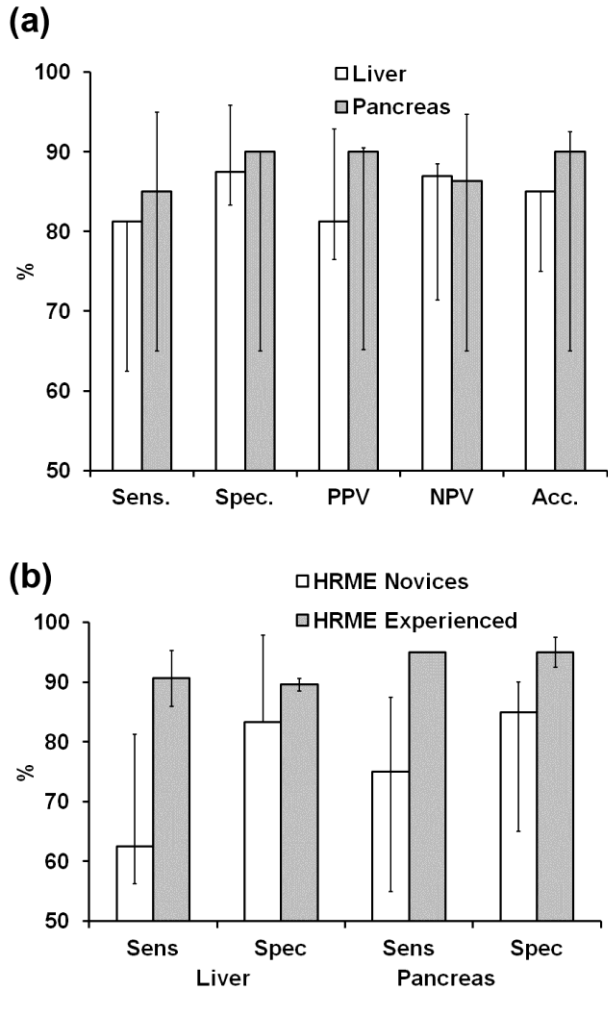 (a)
100
90
80
70
60
50
%
Liver
Pancreas
Sens. Spec. PPV NPV Acc.
(b)
HRME Novices
HRME Experienced
100
90
80
70
60
50
%
Sens Spec Sens Spec
Liver Pancreas